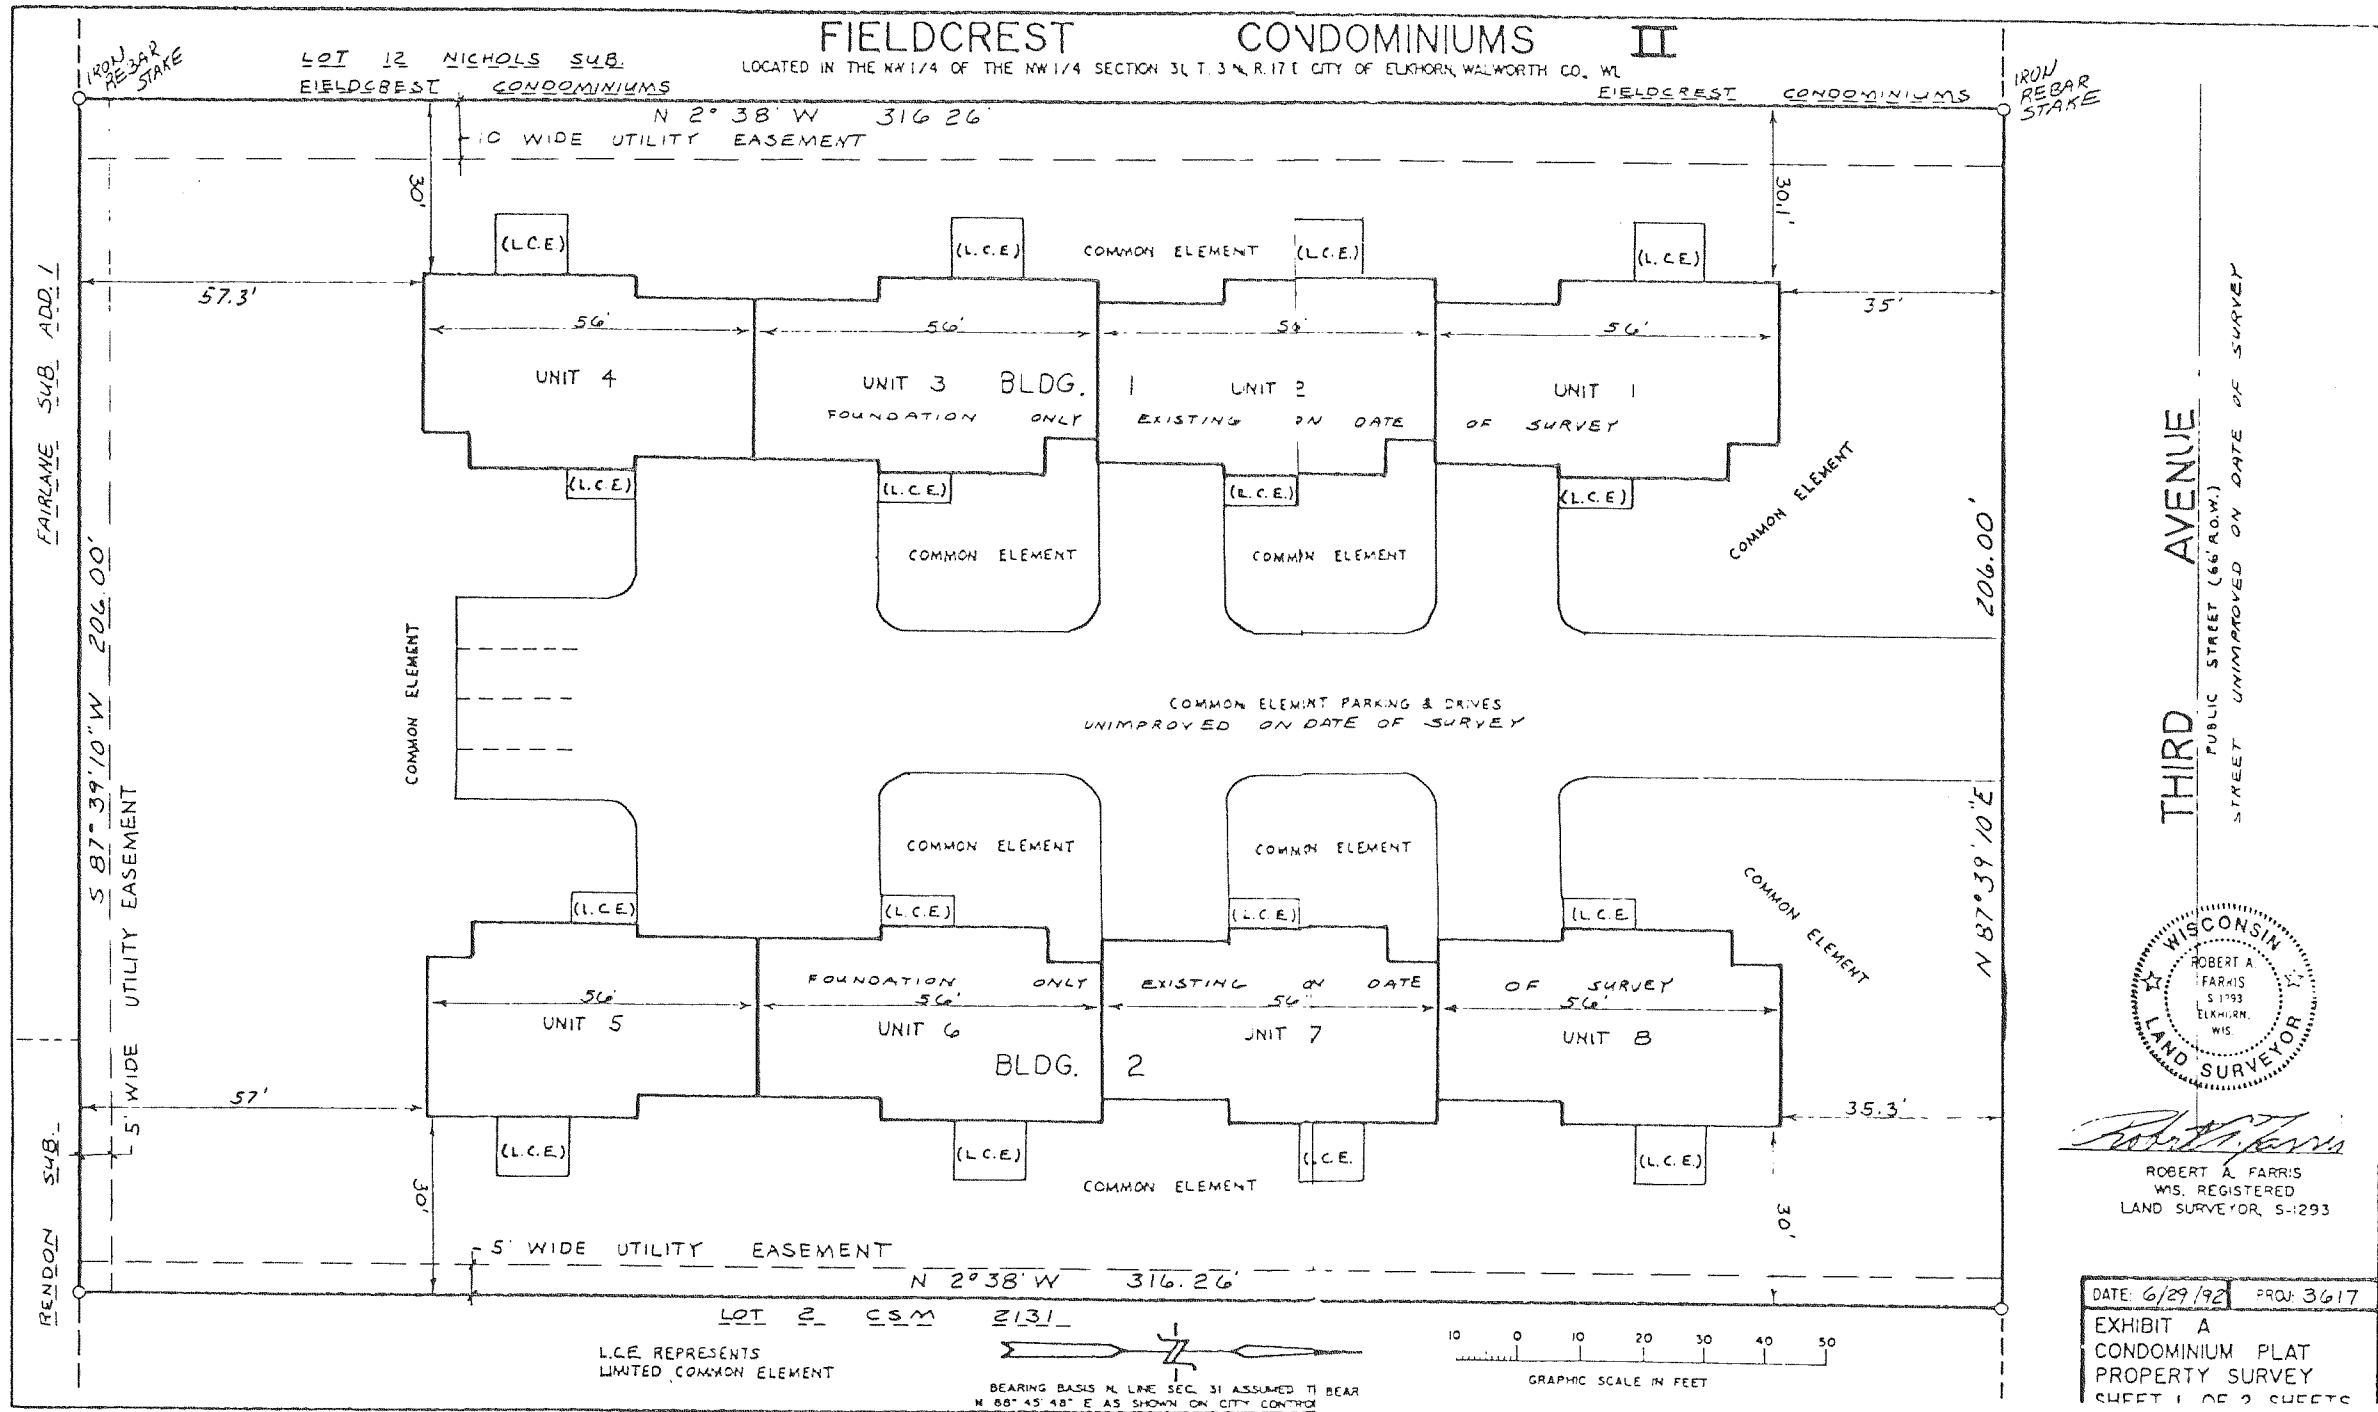 FIELDCREST CONDOMINIUMS II
LOCATED IN THE NW1/4 OF THE NW1/4 SECTION 31, T. 3 N, R.17E CITY OF ELKHORN, WALWORTH CO. WI.
IRON
REBAR
STAKE
LOT 12 NICHOLS SUB.
FIELDCREST CONDOMINIUMS
FIELDCREST CONDOMINIUMS
IRON
REBAR
STAKE
N 2° 38' W 316 26'
10 WIDE UTILITY EASEMENT
30'
30.1'
(L.C.E)
(L.C.E)
COMMON ELEMENT
(L.C.E)
(L.C.E)
57.3'
35'
56'
56'
56'
56'
UNIT 4
UNIT 3
BLDG. 1
UNIT 2
UNIT 1
FOUNDATION ONLY EXISTING ON DATE OF SURVEY
(L.C.E)
(L.C.E)
(L.C.E.)
(L.C.E)
COMMON ELEMENT
COMMON ELEMENT
COMMON ELEMENT
FAIRLANE SUB. ADD. 1
S 87° 39' 10" W 206.00'
5' WIDE UTILITY EASEMENT
RENDON SUB.
COMMON ELEMENT
COMMON ELEMENT PARKING & DRIVES
UNIMPROVED ON DATE OF SURVEY
206.00'
N 87° 39' 10" E
THIRD AVENUE
PUBLIC STREET (66' R.O.W.)
STREET UNIMPROVED ON DATE OF SURVEY
COMMON ELEMENT
COMMON ELEMENT
COMMON ELEMENT
(L.C.E)
(L.C.E)
(L.C.E)
(L.C.E
FOUNDATION ONLY EXISTING ON DATE OF SURVEY
56'
56'
56'
56'
UNIT 5
UNIT 6
UNIT 7
UNIT 8
BLDG. 2
57'
35.3'
(L.C.E)
(L.C.E)
(L.C.E.
(L.C.E.)
COMMON ELEMENT
30'
30'
5' WIDE UTILITY EASEMENT
N 2° 38' W 316.26'
LOT 2 CSM 2131
L.C.E. REPRESENTS
LIMITED COMMON ELEMENT
N
BEARING BASIS N. LINE SEC. 31 ASSUMED T BEAR
N 88° 45' 48" E AS SHOWN ON CITY CONTRO
10 0 10 20 30 40 50
GRAPHIC SCALE IN FEET
WISCONSIN
ROBERT A.
FARRIS
S 1293
ELKHORN,
WIS.
LAND SURVEYOR
Robert A. Farris
ROBERT A. FARRIS
WIS. REGISTERED
LAND SURVEYOR, S-1293
DATE: 6/29/92 PROJ: 3617
EXHIBIT A
CONDOMINIUM PLAT
PROPERTY SURVEY
SHEET 1 OF 2 SHEETS